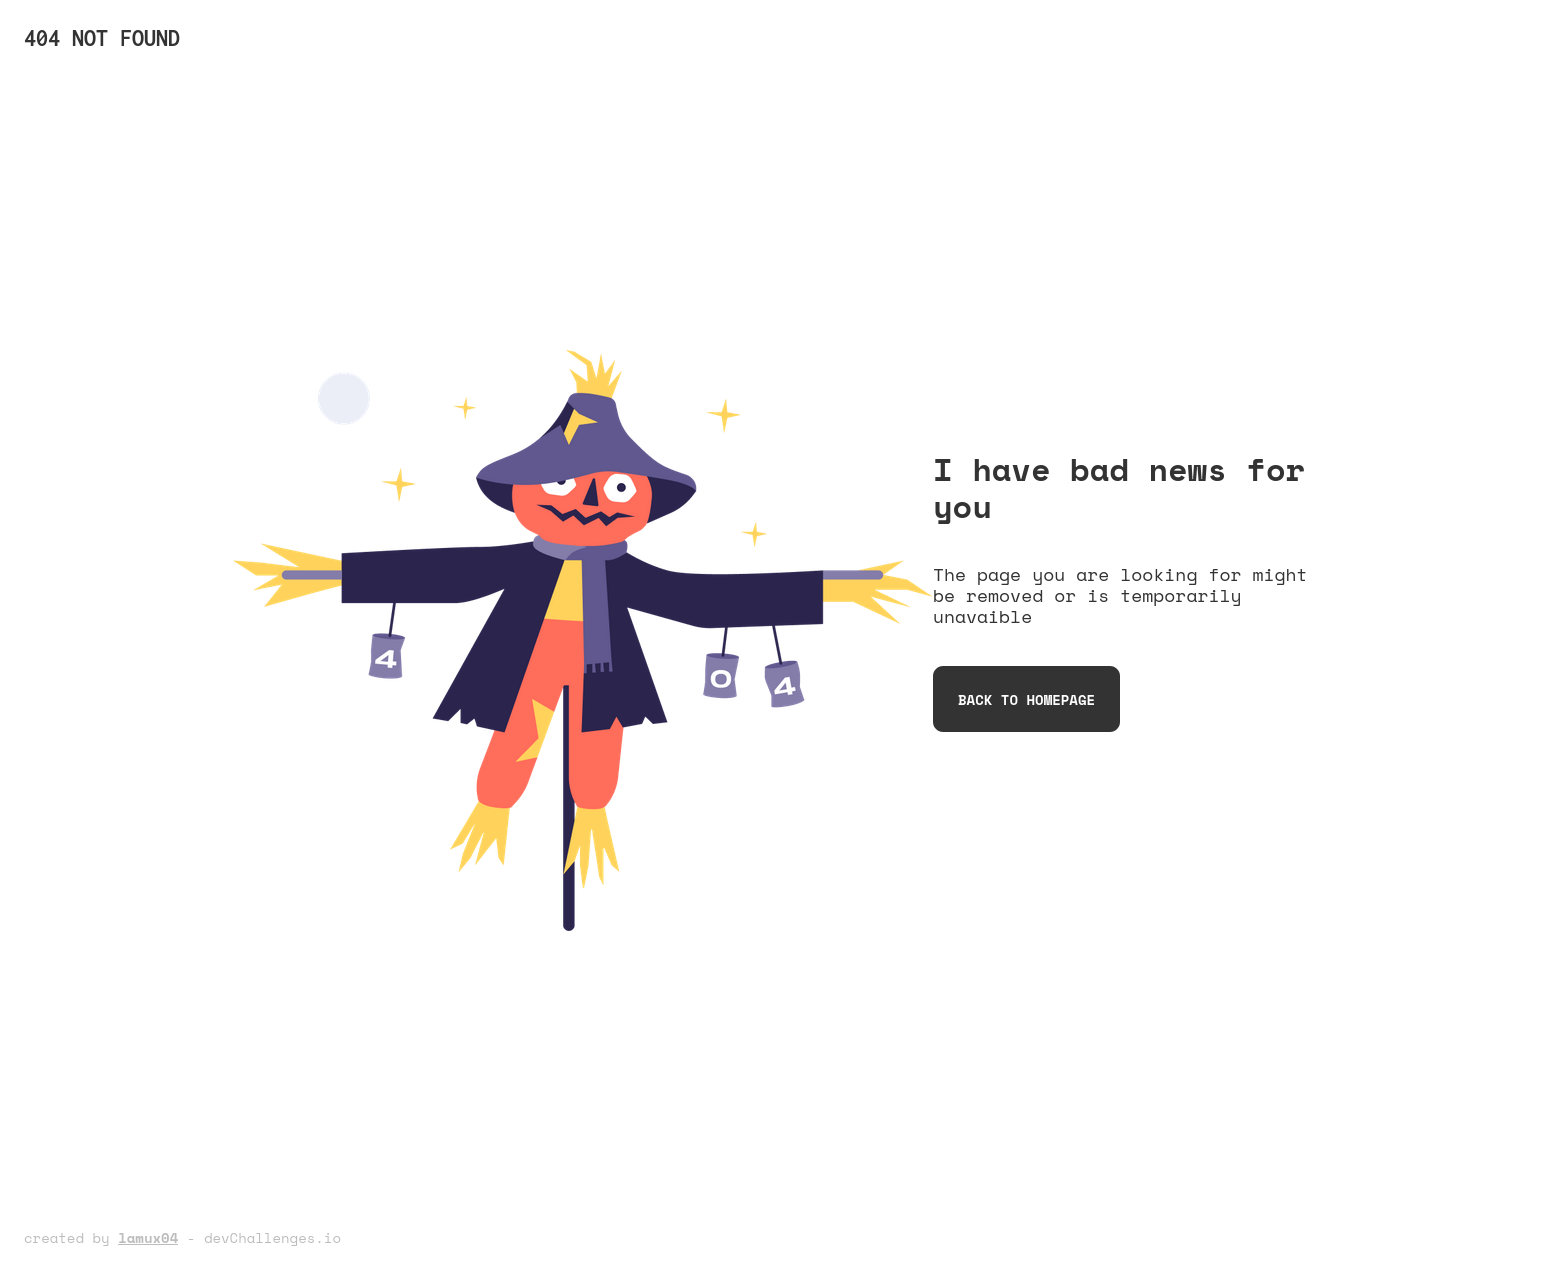 404 NOT FOUND
I have bad news for
you
The page you are looking for might
be removed or is temporarily
unavaible
4
0
4
BACK TO HOMEPAGE
created by lamux04 - devChallenges.io